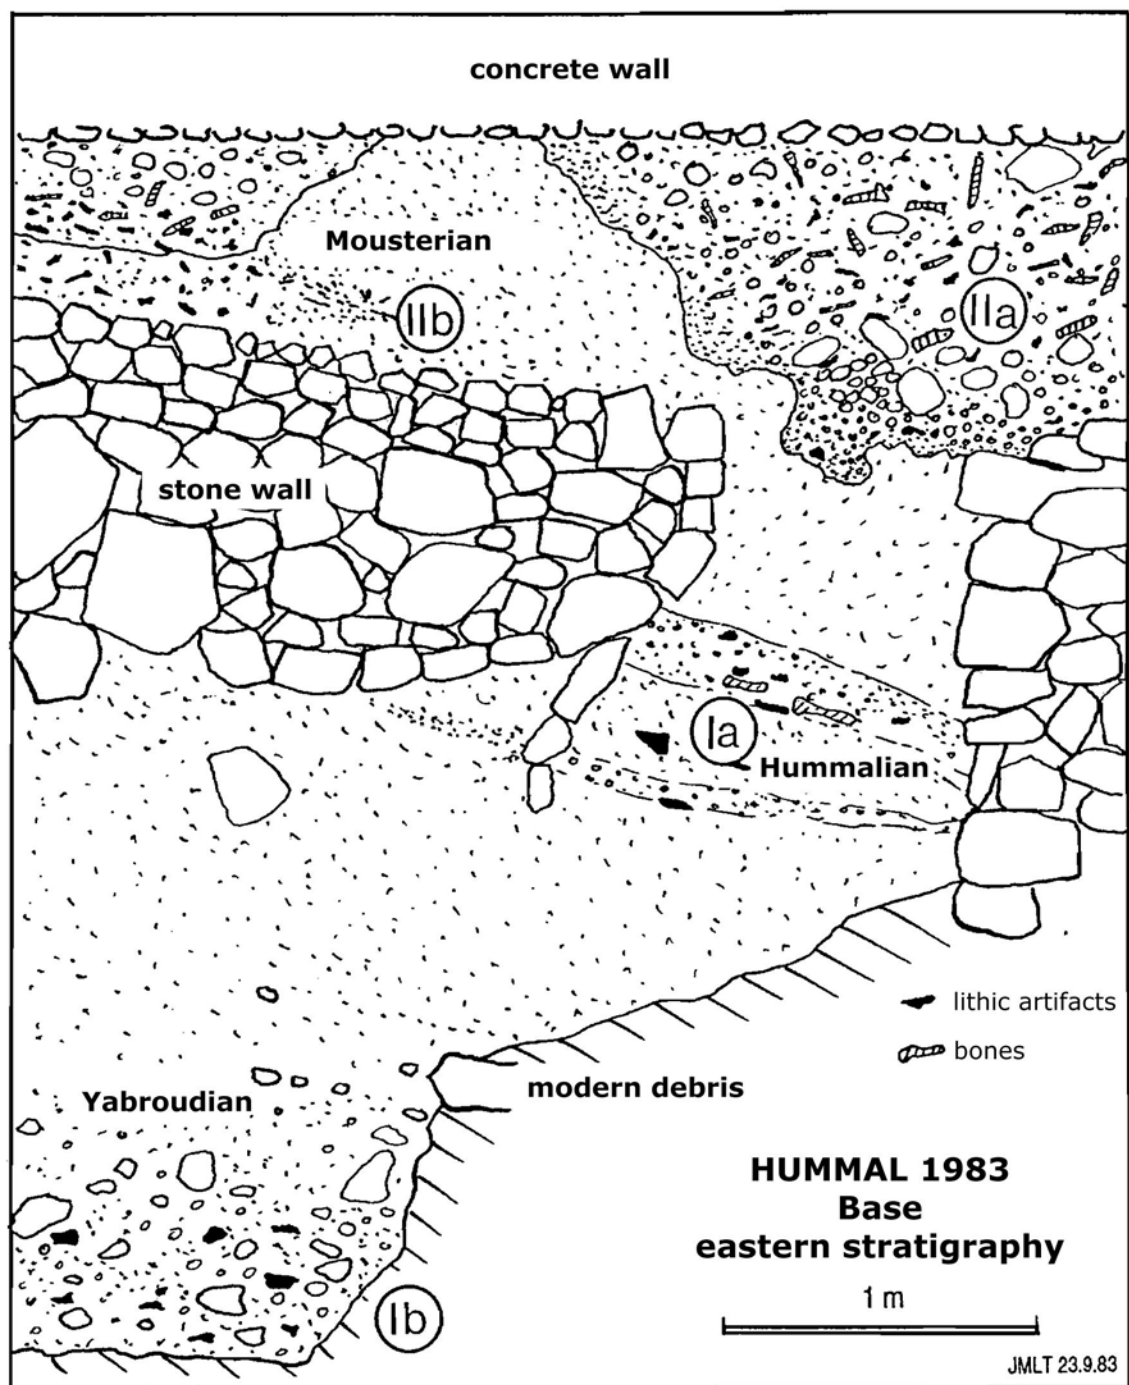 concrete wall
Mousterian
IIb
IIa
stone wall
Ia
Hummalian
lithic artifacts
bones
modern debris
Yabroudian
HUMMAL 1983
Base
eastern stratigraphy
1 m
Ib
JMLT 23.9.83